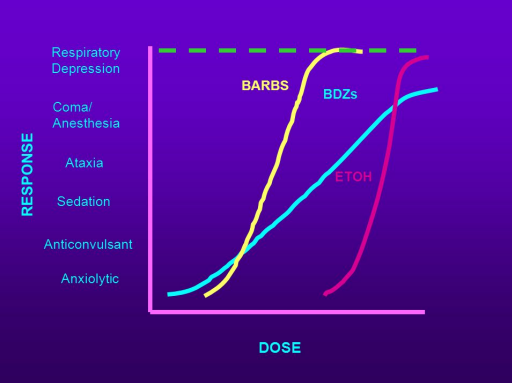 Respiratory
Depression
BARBS
BDZs
Coma/
Anesthesia
RESPONSE
Ataxia
ETOH
Sedation
Anticonvulsant
Anxiolytic
DOSE